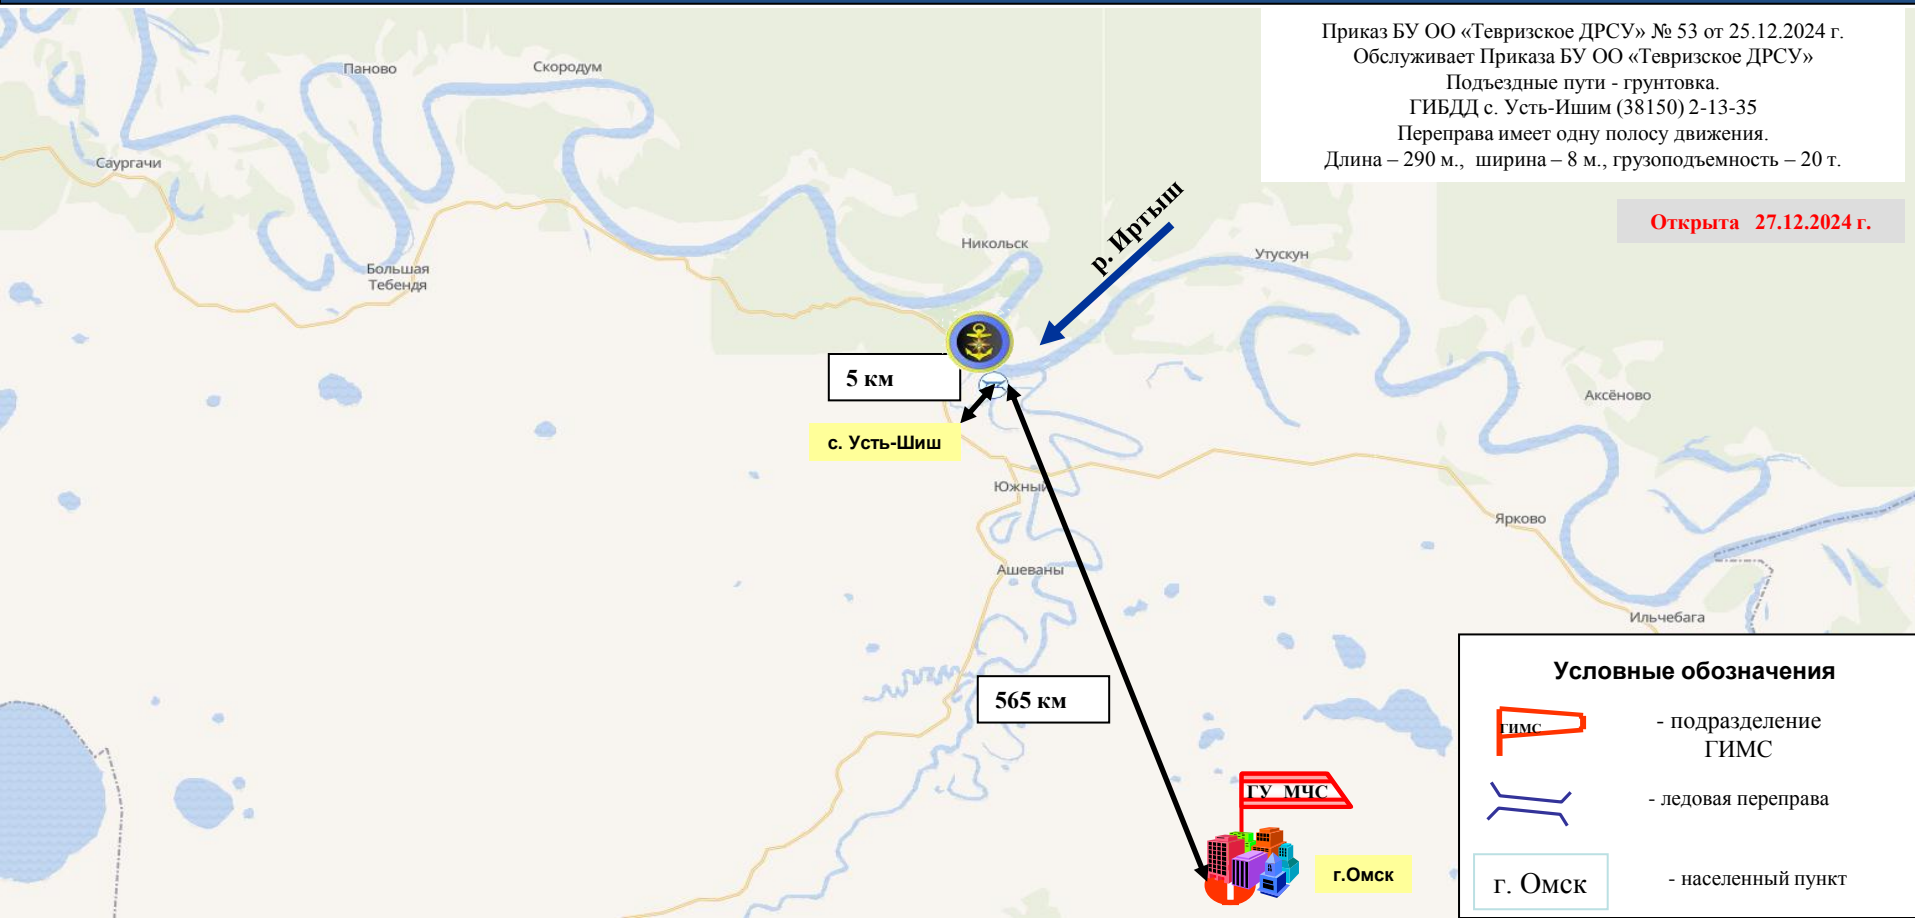 Приказ БУ ОО «Тевризское ДРСУ» № 53 от 25.12.2024 г.
Обслуживает Приказа БУ ОО «Тевризское ДРСУ»
Подъездные пути - грунтовка.
ГИБДД с. Усть-Ишим (38150) 2-13-35
Переправа имеет одну полосу движения.
Длина – 290 м., ширина – 8 м., грузоподъемность – 20 т.
Открыта 27.12.2024 г.
Паново
Скородум
Саургачи
Большая
Тебендя
Никольск
р. Иртыш
Утускун
5 км
с. Усть-Шиш
Аксёново
Южный
Ярково
Ашеваны
Ильчебага
565 км
ГУ МЧС
г.Омск
Условные обозначения
ГИМС
- подразделение
ГИМС
- ледовая переправа
г. Омск
- населенный пункт